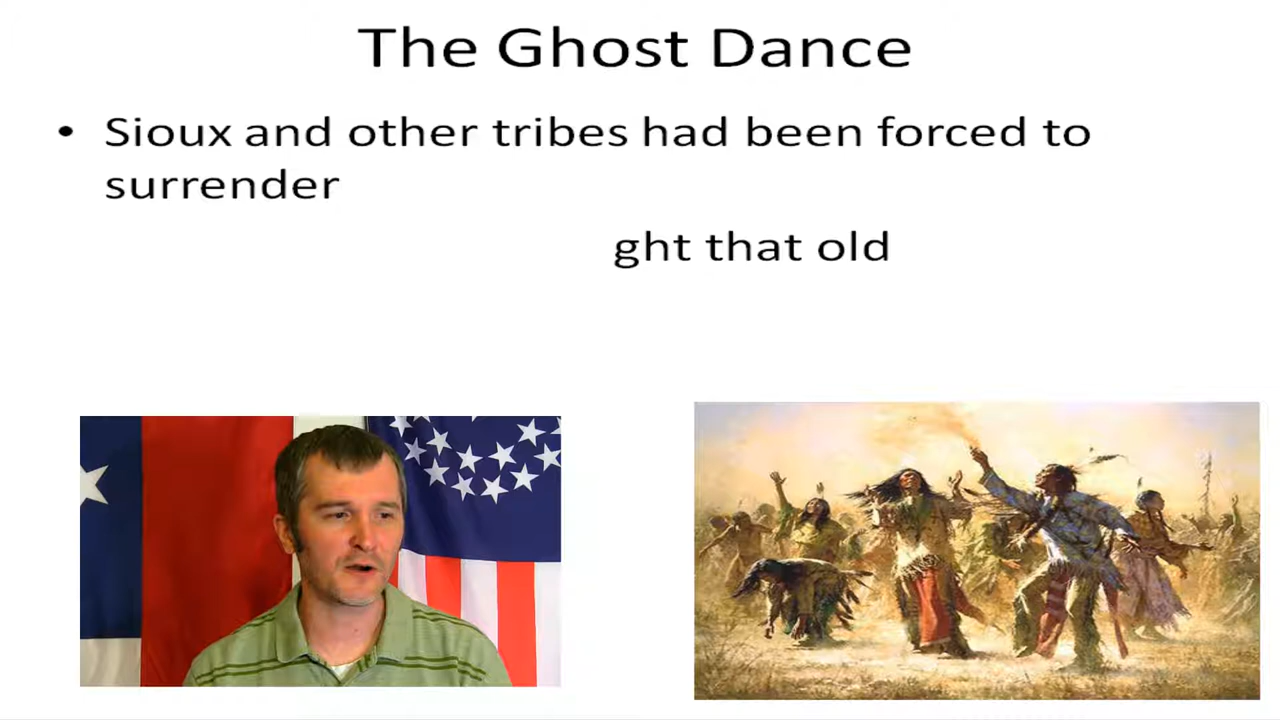 The Ghost Dance
• Sioux and other tribes had been forced to
surrender
ght that old